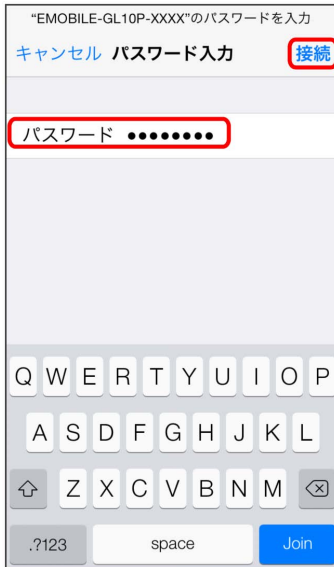 “EMOBILE-GL10P-XXXX”のパスワードを入力
キャンセル パスワード入力 接続
パスワード ●●●●●●●●
Q W E R T Y U I O P
A S D F G H J K L
Z X C V B N M
.?123 space Join